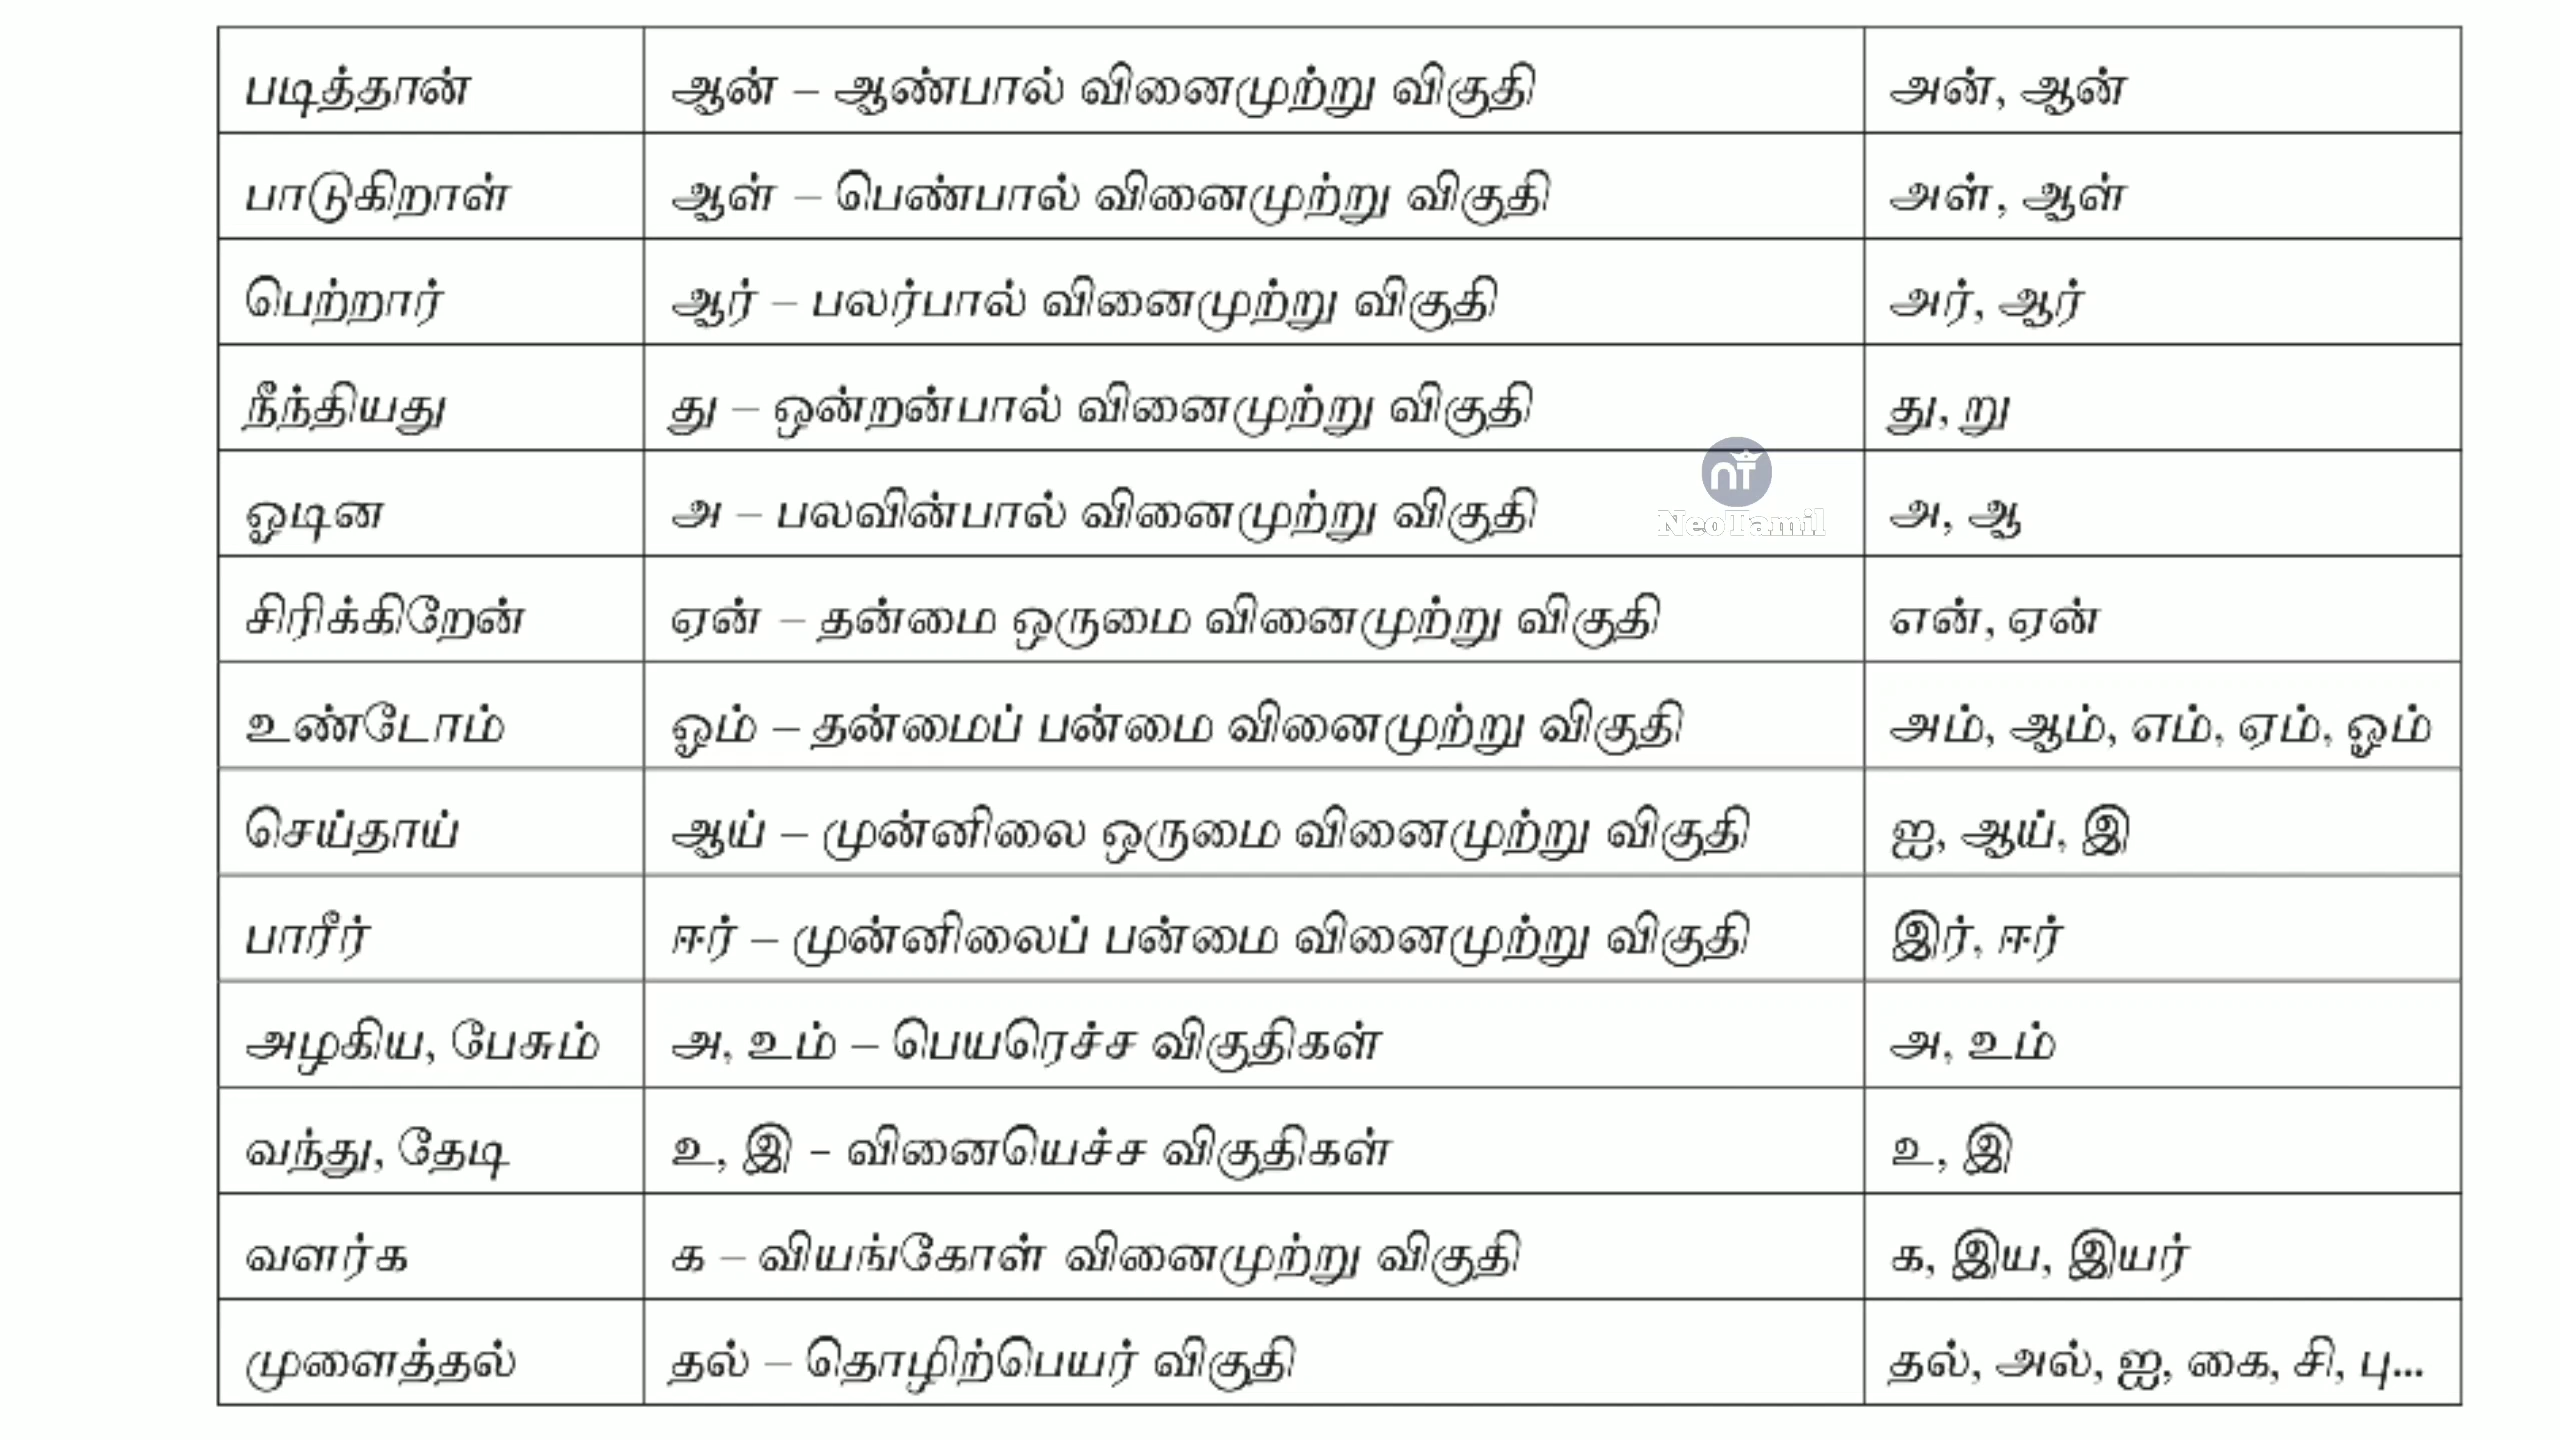 படித்தான் ஆன் – ஆண்பால் வினைமுற்று விகுதி அன், ஆன்
பாடுகிறாள் ஆள் – பெண்பால் வினைமுற்று விகுதி அள், ஆள்
பெற்றார் ஆர் – பலர்பால் வினைமுற்று விகுதி அர், ஆர்
நீந்தியது து – ஒன்றன்பால் வினைமுற்று விகுதி து, று
ஓடின அ – பலவின்பால் வினைமுற்று விகுதி அ, ஆ
NT
NeoTamil
சிரிக்கிறேன் ஏன் – தன்மை ஒருமை வினைமுற்று விகுதி என், ஏன்
உண்டோம் ஓம் – தன்மைப் பன்மை வினைமுற்று விகுதி அம், ஆம், எம், ஏம், ஓம்
செய்தாய் ஆய் – முன்னிலை ஒருமை வினைமுற்று விகுதி ஐ, ஆய், இ
பாரீர் ஈர் – முன்னிலைப் பன்மை வினைமுற்று விகுதி இர், ஈர்
அழகிய, பேசும் அ, உம் – பெயரெச்ச விகுதிகள் அ, உம்
வந்து, தேடி உ, இ - வினையெச்ச விகுதிகள் உ, இ
வளர்க க – வியங்கோள் வினைமுற்று விகுதி க, இய, இயர்
முளைத்தல் தல் – தொழிற்பெயர் விகுதி தல், அல், ஐ, கை, சி, பு...